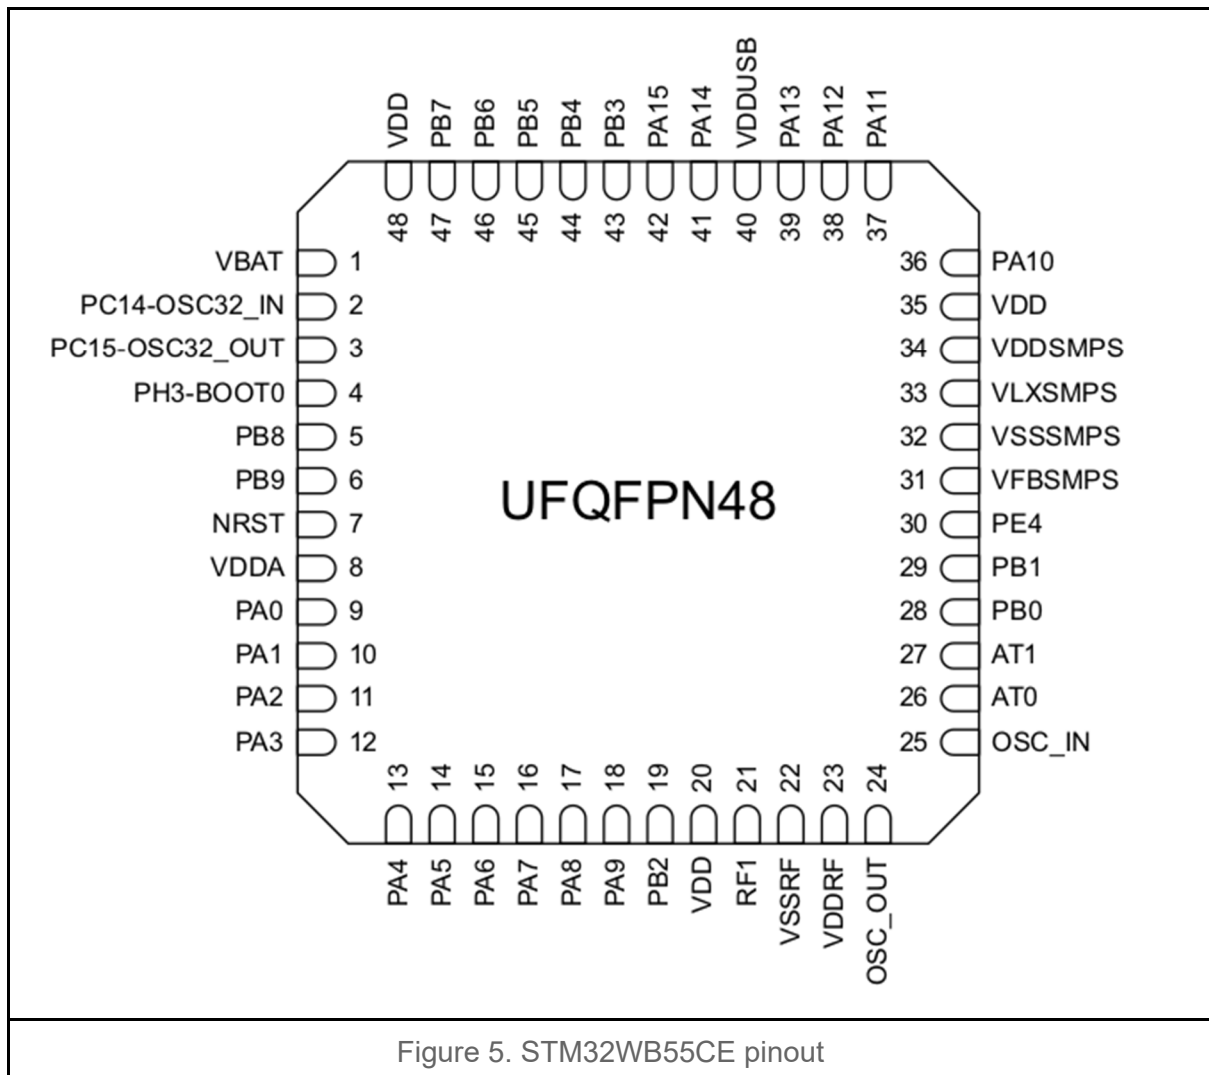 VDD PB7 PB6 PB5 PB4 PB3 PA15 PA14 VDDUSB PA13 PA12 PA11
48 47 46 45 44 43 42 41 40 39 38 37
VBAT 1 36 PA10
PC14-OSC32_IN 2 35 VDD
PC15-OSC32_OUT 3 34 VDDSMPS
PH3-BOOT0 4 33 VLXSMPS
PB8 5 32 VSSSMPS
PB9 6 31 VFBSMPS
UFQFPN48
NRST 7 30 PE4
VDDA 8 29 PB1
PA0 9 28 PB0
PA1 10 27 AT1
PA2 11 26 AT0
PA3 12 25 OSC_IN
13 14 15 16 17 18 19 20 21 22 23 24
PA4 PA5 PA6 PA7 PA8 PA9 PB2 VDD RF1 VSSRF VDDRF OSC_OUT
Figure 5. STM32WB55CE pinout